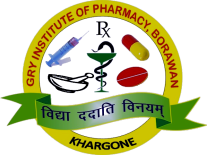 GRY INSTITUTE OF PHARMACY, BORAWAN
Rx
विद्या ददाति विनयम्
KHARGONE